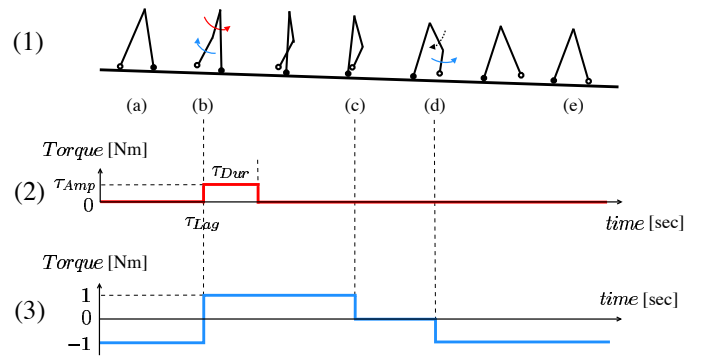 (1)
(a) (b) (c) (d) (e)
Torque [Nm]
τDur
(2) τAmp
0
τLag time [sec]
Torque [Nm]
(3) 1 time [sec]
0
−1